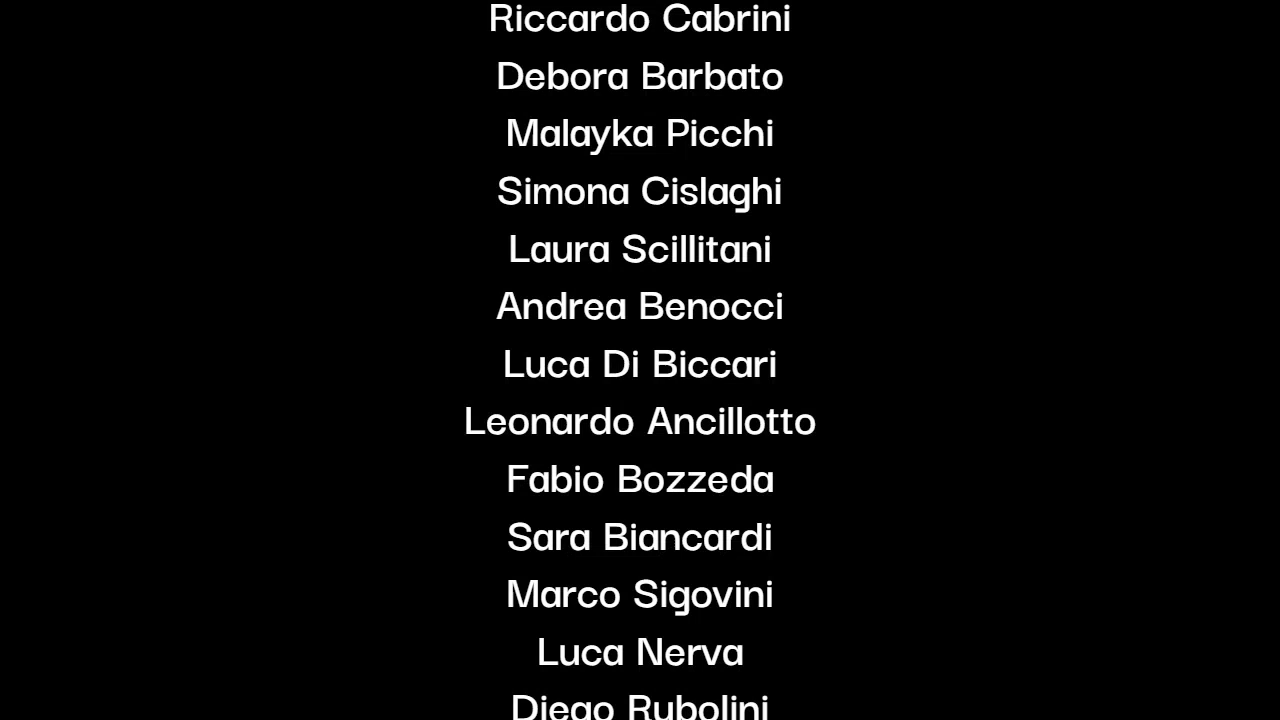 Riccardo Cabrini
Debora Barbato
Malayka Picchi
Simona Cislaghi
Laura Scillitani
Andrea Benocci
Luca Di Biccari
Leonardo Ancillotto
Fabio Bozzeda
Sara Biancardi
Marco Sigovini
Luca Nerva
Diego Rubolini